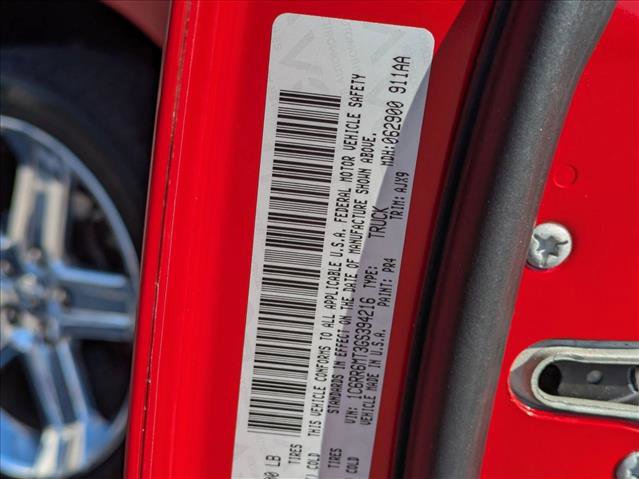 THIS VEHICLE CONFORMS TO ALL APPLICABLE U.S.A. FEDERAL MOTOR VEHICLE SAFETY
STANDARDS IN EFFECT ON THE DATE OF MANUFACTURE SHOWN ABOVE.
VIN: 1C6RR6MT3GS394216 TYPE: TRUCK MDH: 062900 911AA
VEHICLE MADE IN U.S.A. PAINT: PR4 TRIM: AJX9
LB
TIRES
COLD
TIRES
COLD